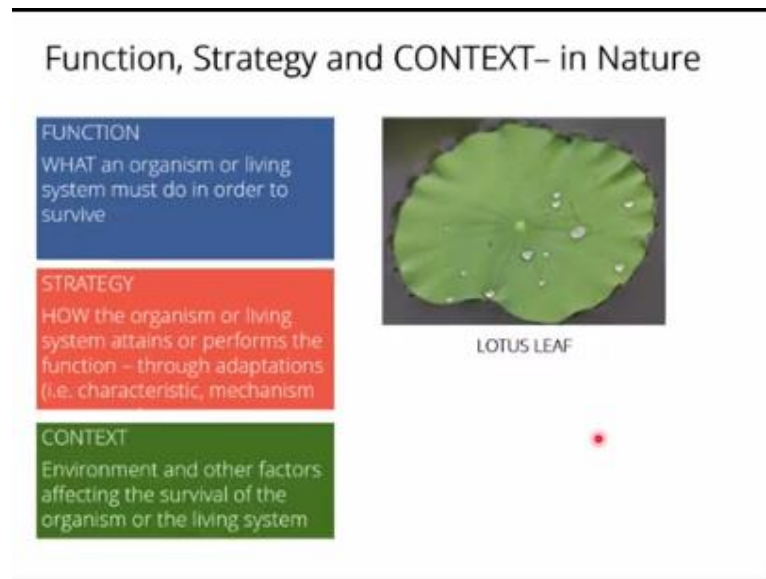 Function, Strategy and CONTEXT– in Nature
FUNCTION
WHAT an organism or living
system must do in order to
survive
STRATEGY
HOW the organism or living
system attains or performs the
function – through adaptations
(i.e. characteristic, mechanism
CONTEXT
Environment and other factors
affecting the survival of the
organism or the living system
LOTUS LEAF